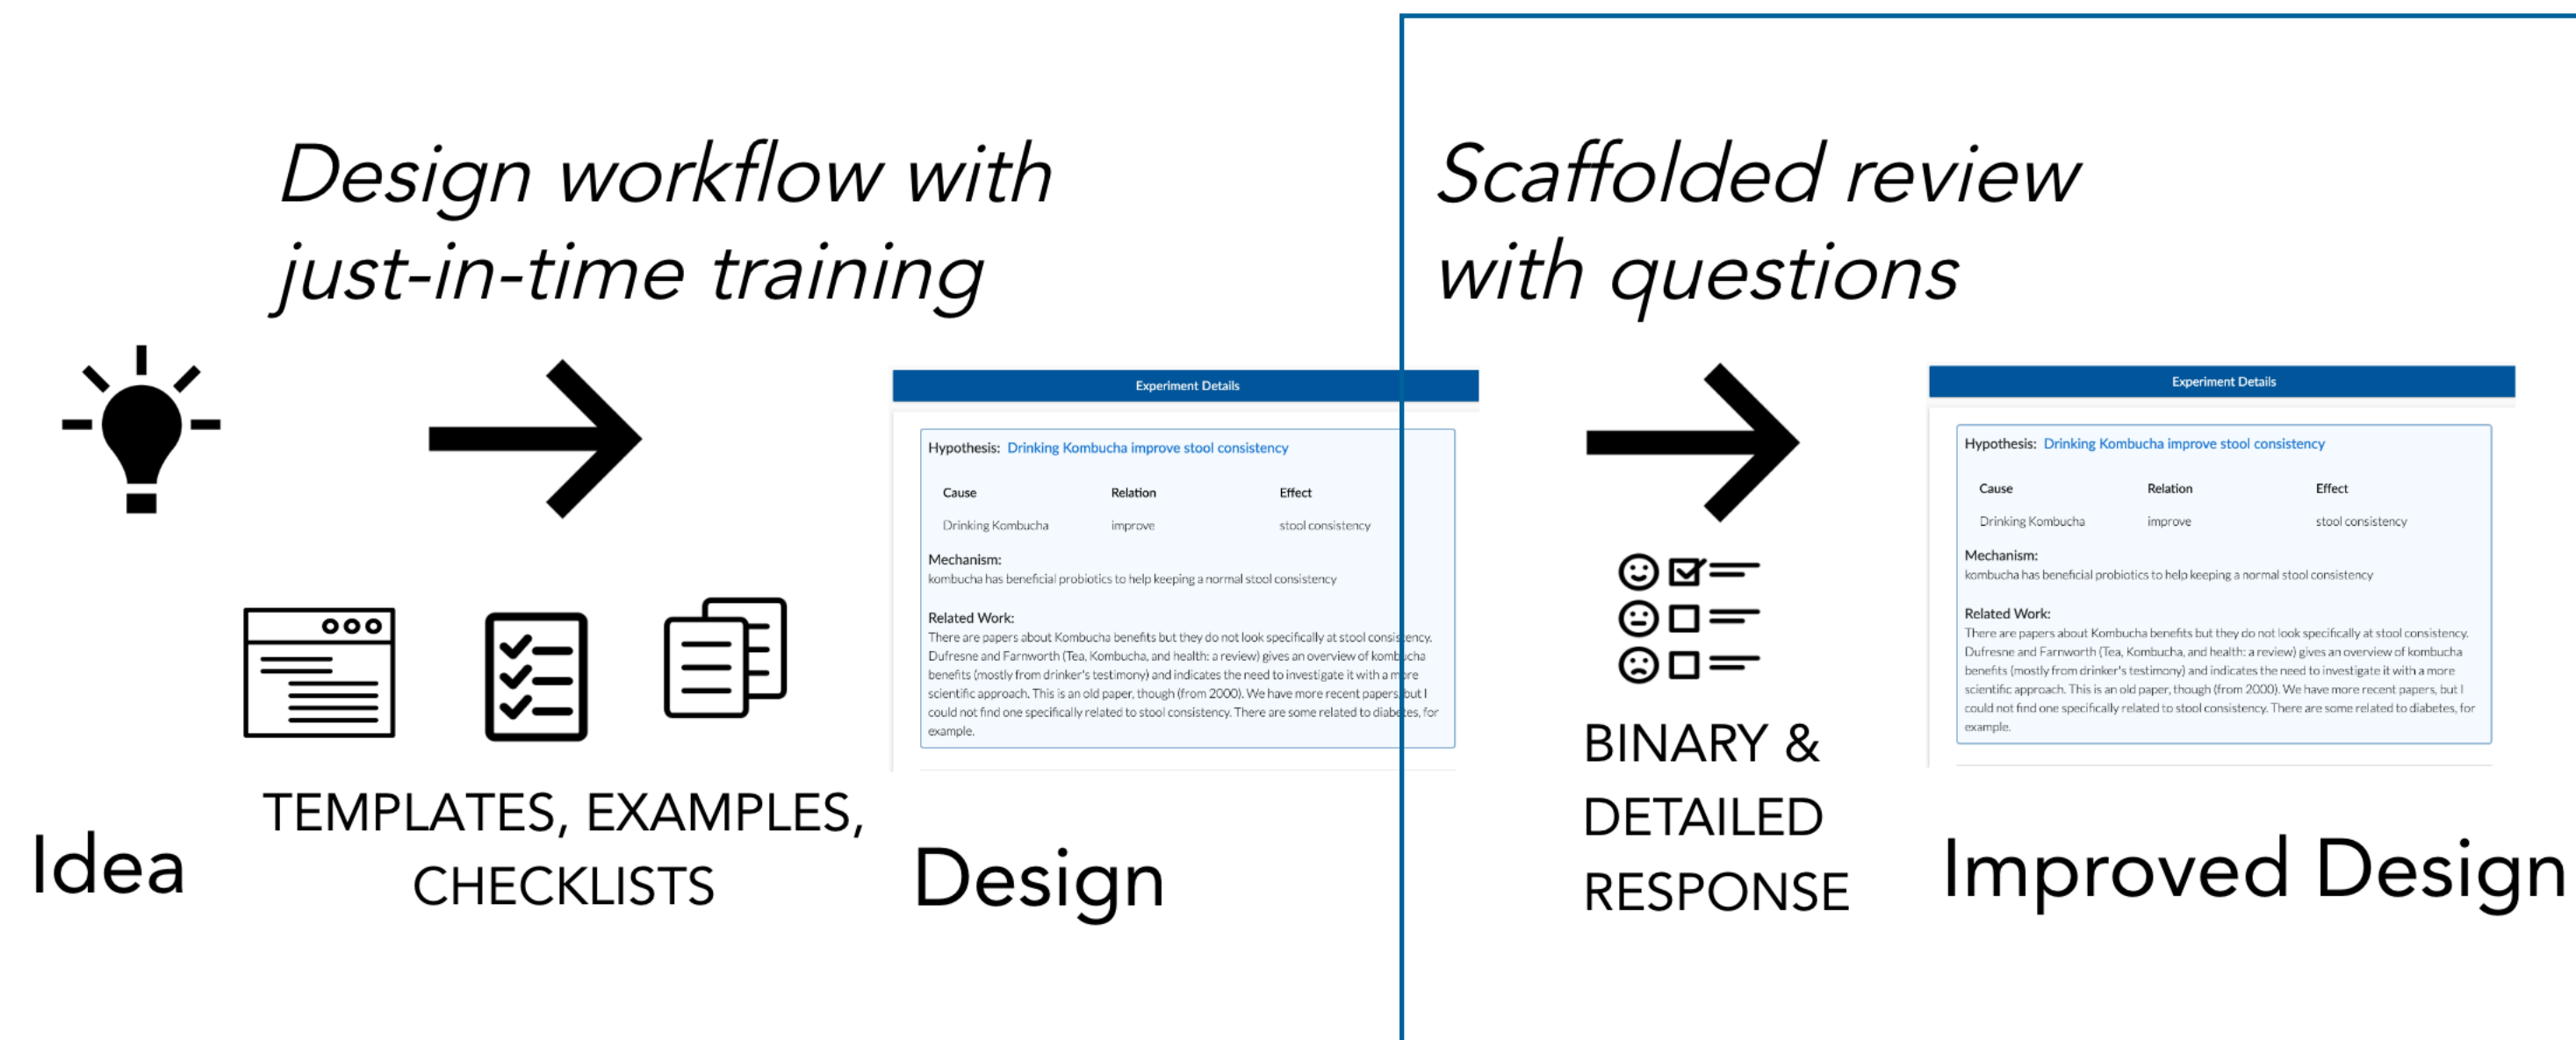 Design workflow with
just-in-time training
Experiment Details
Hypothesis: Drinking Kombucha improve stool consistency
Cause Relation Effect
Drinking Kombucha improve stool consistency
Mechanism:
kombucha has beneficial probiotics to help keeping a normal stool consistency
Related Work:
There are papers about Kombucha benefits but they do not look specifically at stool consistency.
Dufresne and Farnworth (Tea, Kombucha, and health: a review) gives an overview of kombucha
benefits (mostly from drinker's testimony) and indicates the need to investigate it with a more
scientific approach. This is an old paper, though (from 2000). We have more recent papers, but I
could not find one specifically related to stool consistency. There are some related to diabetes, for
example.
TEMPLATES, EXAMPLES,
CHECKLISTS
Idea
Design
Scaffolded review
with questions
BINARY &
DETAILED
RESPONSE
Experiment Details
Hypothesis: Drinking Kombucha improve stool consistency
Cause Relation Effect
Drinking Kombucha improve stool consistency
Mechanism:
kombucha has beneficial probiotics to help keeping a normal stool consistency
Related Work:
There are papers about Kombucha benefits but they do not look specifically at stool consistency.
Dufresne and Farnworth (Tea, Kombucha, and health: a review) gives an overview of kombucha
benefits (mostly from drinker's testimony) and indicates the need to investigate it with a more
scientific approach. This is an old paper, though (from 2000). We have more recent papers, but I
could not find one specifically related to stool consistency. There are some related to diabetes, for
example.
Improved Design